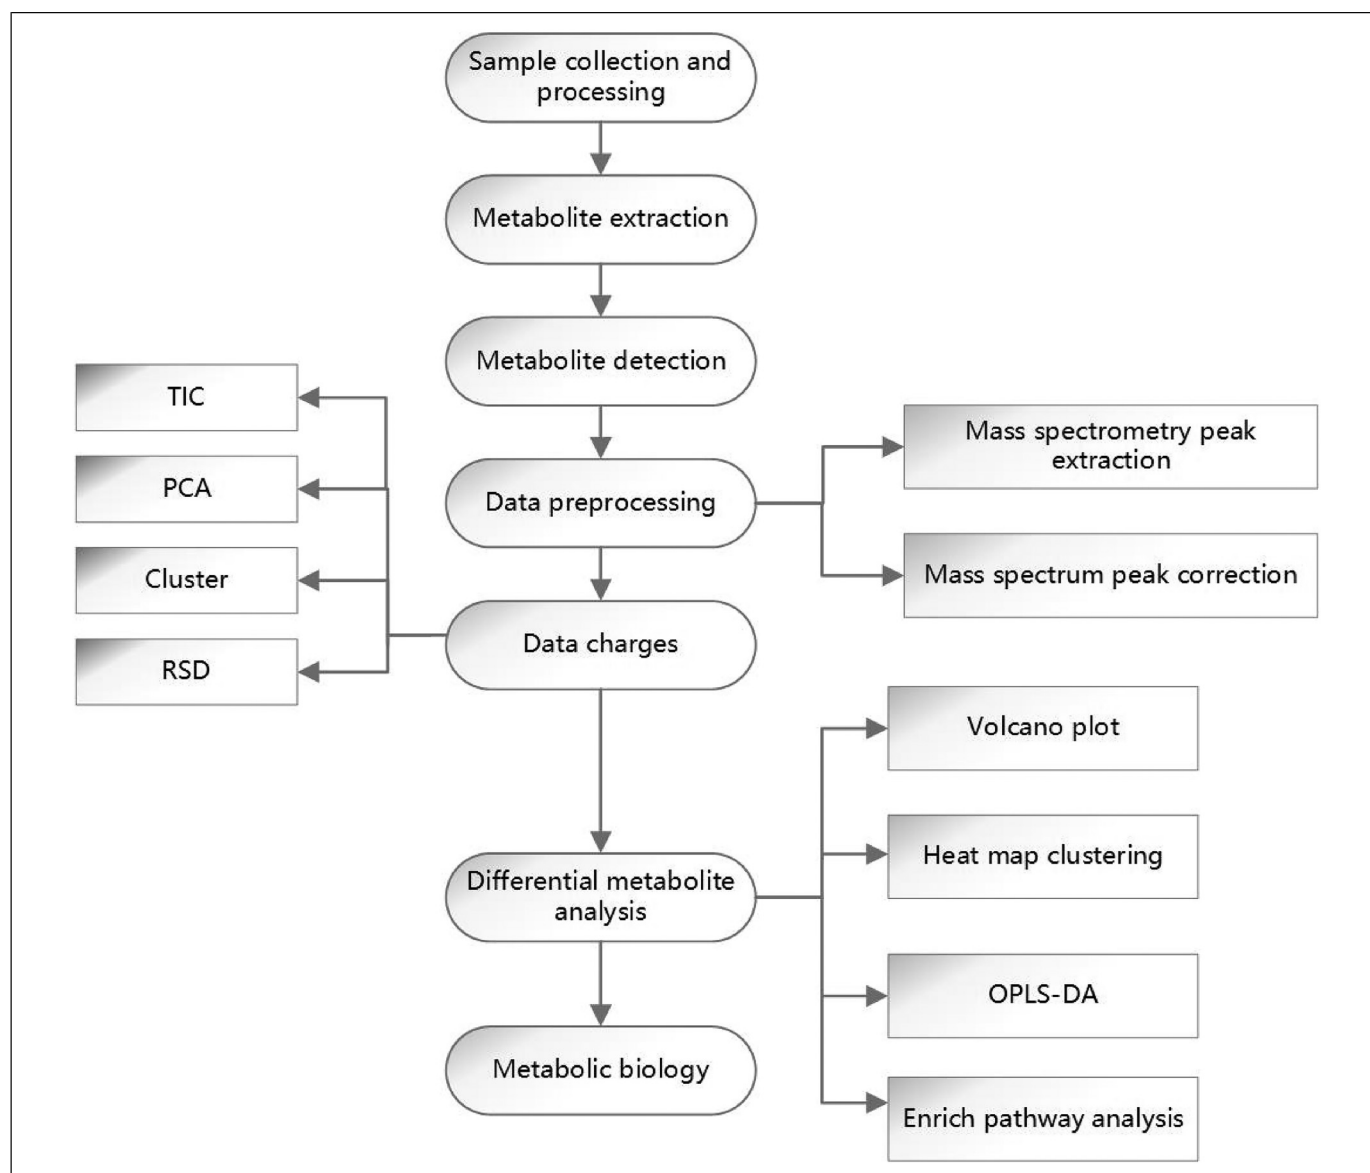 Sample collection and
processing
Metabolite extraction
Metabolite detection
TIC
Mass spectrometry peak
extraction
PCA
Data preprocessing
Cluster
Mass spectrum peak correction
Data charges
RSD
Volcano plot
Heat map clustering
Differential metabolite
analysis
OPLS-DA
Metabolic biology
Enrich pathway analysis